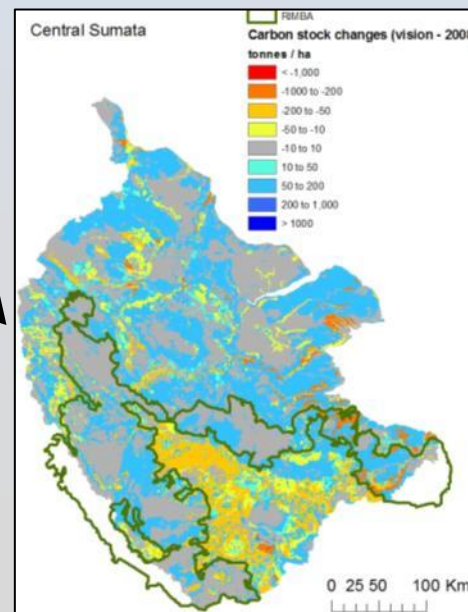 Central Sumata
RIMBA
Carbon stock changes (vision - 2008
tonnes / ha
< -1,000
-1000 to -200
-200 to -50
-50 to -10
-10 to 10
10 to 50
50 to 200
200 to 1,000
> 1000
0 25 50 100 Km